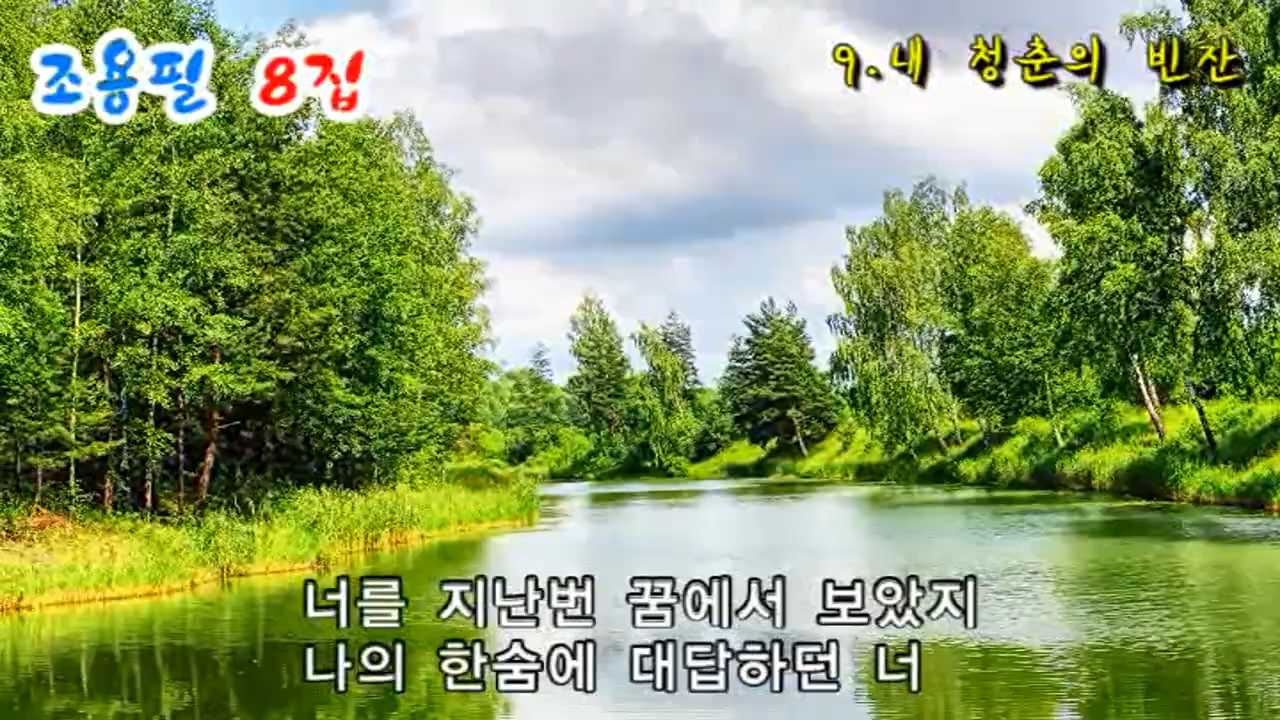 조용필 8집
9.내 청춘의 빈잔
너를 지난번 꿈에서 보았지
나의 한숨에 대답하던 너